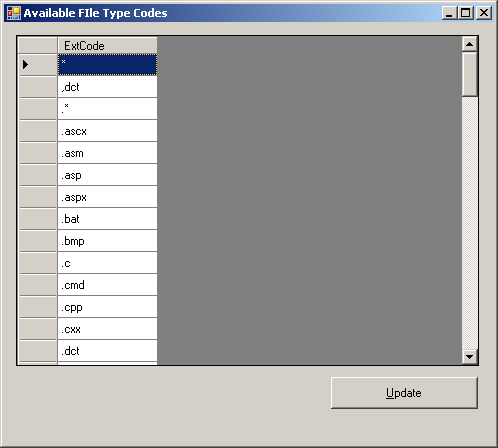 Available FIle Type Codes
ExtCode
*
,dct
.*
.ascx
.asm
.asp
.aspx
.bat
.bmp
.c
.cmd
.cpp
.cxx
.dct
Update